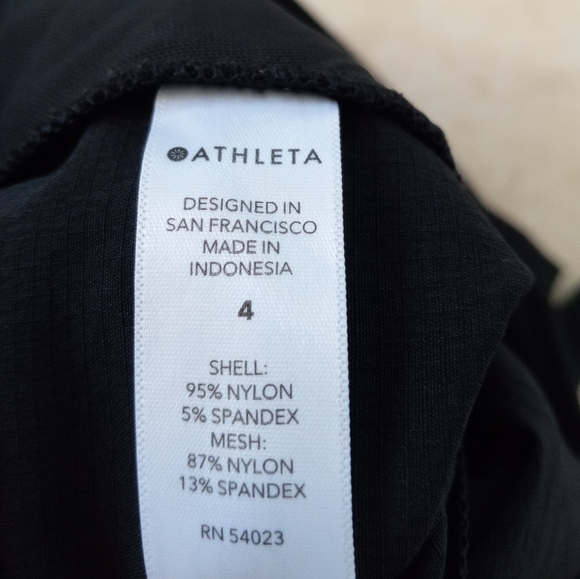 ATHLETA
DESIGNED IN
SAN FRANCISCO
MADE IN
INDONESIA
4
SHELL:
95% NYLON
5% SPANDEX
MESH:
87% NYLON
13% SPANDEX
RN 54023